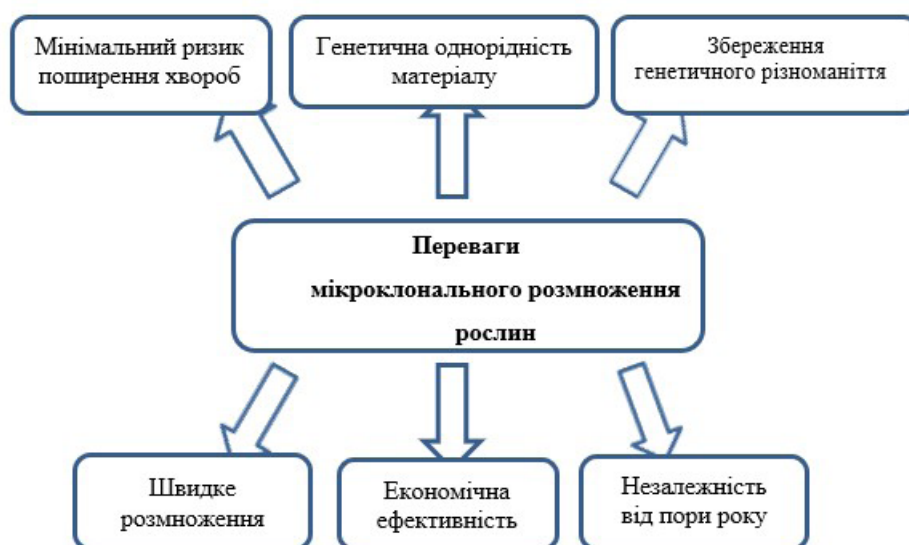 Мінімальний ризик
поширення хвороб
Генетична однорідність
матеріалу
Збереження
генетичного різноманіття
Переваги
мікроклонального розмноження
рослин
Швидке
розмноження
Економічна
ефективність
Незалежність
від пори року